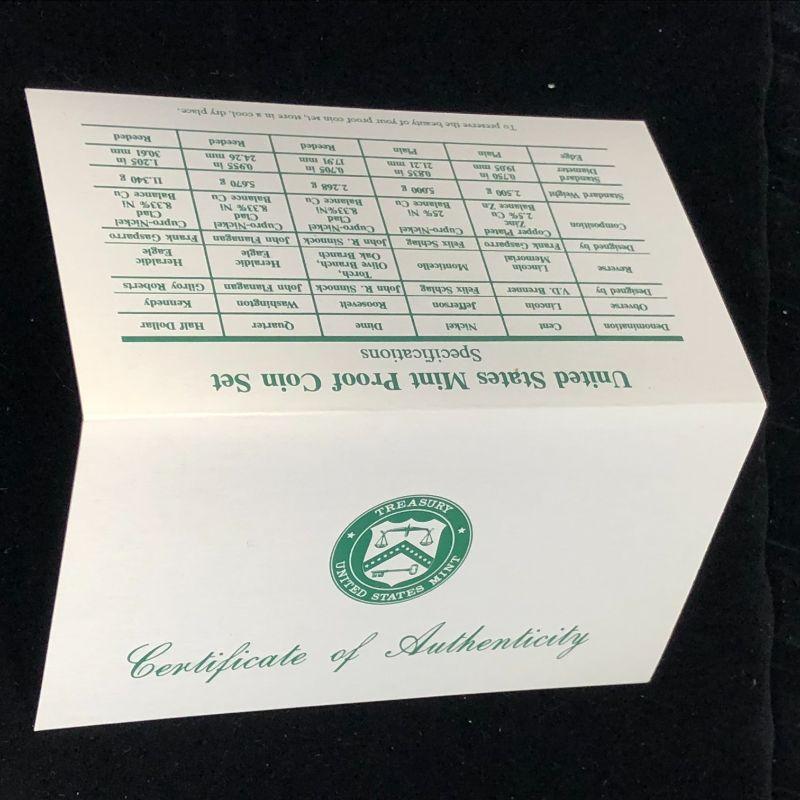 United States Mint Proof Coin Set
Specifications
Denomination Cent Nickel Dime Quarter Half Dollar
Obverse Lincoln Jefferson Roosevelt Washington Kennedy
Designed by V.D. Brenner Felix Schlag John R. Sinnock John Flanagan Gilroy Roberts
Reverse Lincoln Memorial Monticello Torch, Olive Branch, Oak Branch Heraldic Eagle Heraldic Eagle
Designed by Frank Gasparro Felix Schlag John R. Sinnock John Flanagan Frank Gasparro
Composition Copper Plated Zinc 2.5% Cu Balance Zn Cupro-Nickel 25% Ni Balance Cu Cupro-Nickel Clad 8.33%Ni Balance Cu Cupro-Nickel Clad 8.33% Ni Balance Cu Cupro-Nickel Clad 8.33% Ni Balance Cu
Standard Weight 2.500 g 5.000 g 2.268 g 5.670 g 11.340 g
Standard Diameter 0.750 in 19.05 mm 0.835 in 21.21 mm 0.705 in 17.91 mm 0.955 in 24.26 mm 1.205 in 30.61 mm
Edge Plain Plain Reeded Reeded Reeded
To preserve the beauty of your proof coin set, store in a cool, dry place.
TREASURY
UNITED STATES MINT
Certificate of Authenticity